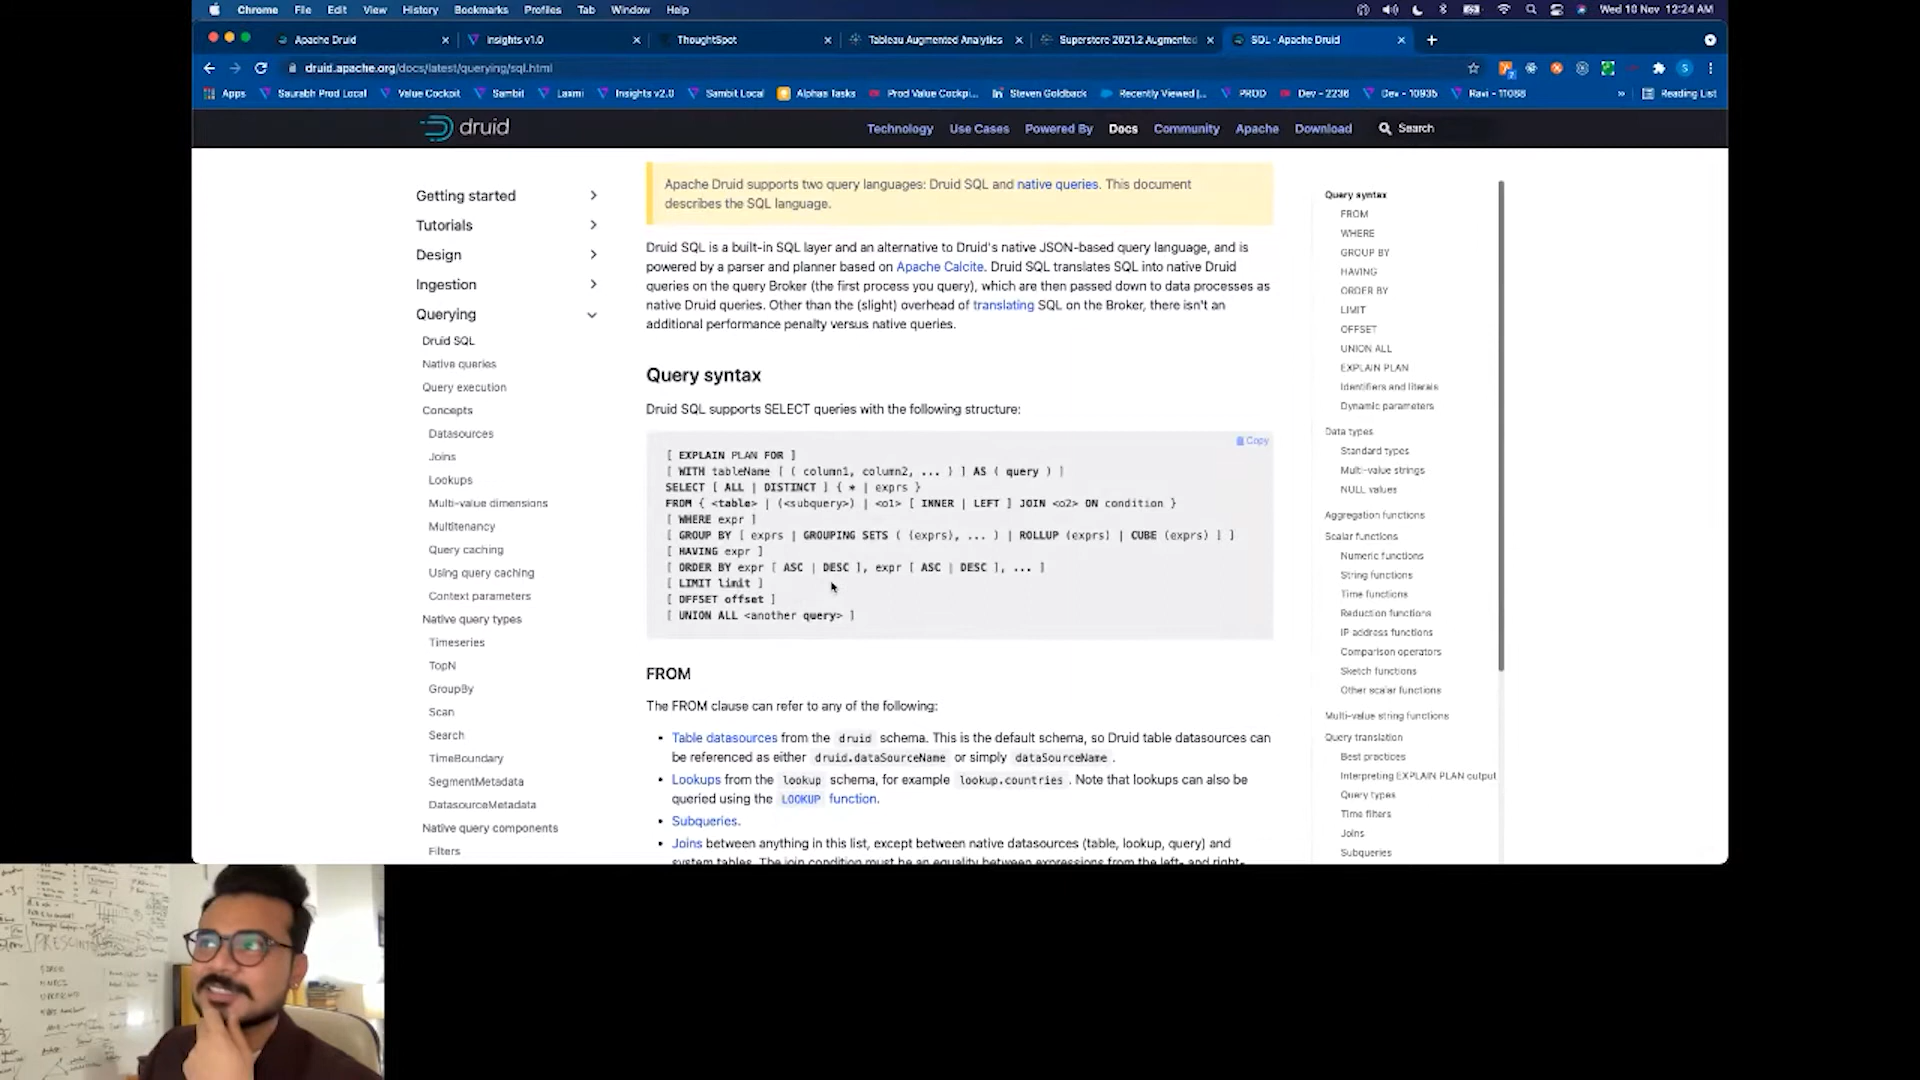 Chrome File Edit View History Bookmarks Profiles Tab Window Help
Wed 10 Nov 12:24 AM
Apache Druid
Insights v1.0
ThoughtSpot
Tableau Augmented Analytics
Superstore 2021.2 Augmented
SQL · Apache Druid
druid.apache.org/docs/latest/querying/sql.html
Apps Saurabh Prod Local Value Cockpit Sambit Laxmi Insights v2.0 Sambit Local Alphaa Tasks Prod Value Cockpi... Steven Goldback Recently Viewed |... PROD Dev - 2236 Dev - 10935 Ravi - 11088 » Reading List
druid
Technology Use Cases Powered By Docs Community Apache Download Search
Getting started
Tutorials
Design
Ingestion
Querying
Druid SQL
Native queries
Query execution
Concepts
Datasources
Joins
Lookups
Multi-value dimensions
Multitenancy
Query caching
Using query caching
Context parameters
Native query types
Timeseries
TopN
GroupBy
Scan
Search
TimeBoundary
SegmentMetadata
DatasourceMetadata
Native query components
Filters
Apache Druid supports two query languages: Druid SQL and native queries. This document
describes the SQL language.
Druid SQL is a built-in SQL layer and an alternative to Druid's native JSON-based query language, and is
powered by a parser and planner based on Apache Calcite. Druid SQL translates SQL into native Druid
queries on the query Broker (the first process you query), which are then passed down to data processes as
native Druid queries. Other than the (slight) overhead of translating SQL on the Broker, there isn't an
additional performance penalty versus native queries.
Query syntax
Druid SQL supports SELECT queries with the following structure:
Copy
[ EXPLAIN PLAN FOR ]
[ WITH tableName [ ( column1, column2, ... ) ] AS ( query ) ]
SELECT [ ALL | DISTINCT ] { * | exprs }
FROM { <table> | (<subquery>) | <o1> [ INNER | LEFT ] JOIN <o2> ON condition }
[ WHERE expr ]
[ GROUP BY [ exprs | GROUPING SETS ( (exprs), ... ) | ROLLUP (exprs) | CUBE (exprs) ] ]
[ HAVING expr ]
[ ORDER BY expr [ ASC | DESC ], expr [ ASC | DESC ], ... ]
[ LIMIT limit ]
[ OFFSET offset ]
[ UNION ALL <another query> ]
FROM
The FROM clause can refer to any of the following:
• Table datasources from the druid schema. This is the default schema, so Druid table datasources can
be referenced as either druid.dataSourceName or simply dataSourceName.
• Lookups from the lookup schema, for example lookup.countries. Note that lookups can also be
queried using the LOOKUP function.
• Subqueries.
• Joins between anything in this list, except between native datasources (table, lookup, query) and
system tables. The join condition must be an equality between expressions from the left- and right-
Query syntax
FROM
WHERE
GROUP BY
HAVING
ORDER BY
LIMIT
OFFSET
UNION ALL
EXPLAIN PLAN
Identifiers and literals
Dynamic parameters
Data types
Standard types
Multi-value strings
NULL values
Aggregation functions
Scalar functions
Numeric functions
String functions
Time functions
Reduction functions
IP address functions
Comparison operators
Sketch functions
Other scalar functions
Multi-value string functions
Query translation
Best practices
Interpreting EXPLAIN PLAN output
Query types
Time filters
Joins
Subqueries